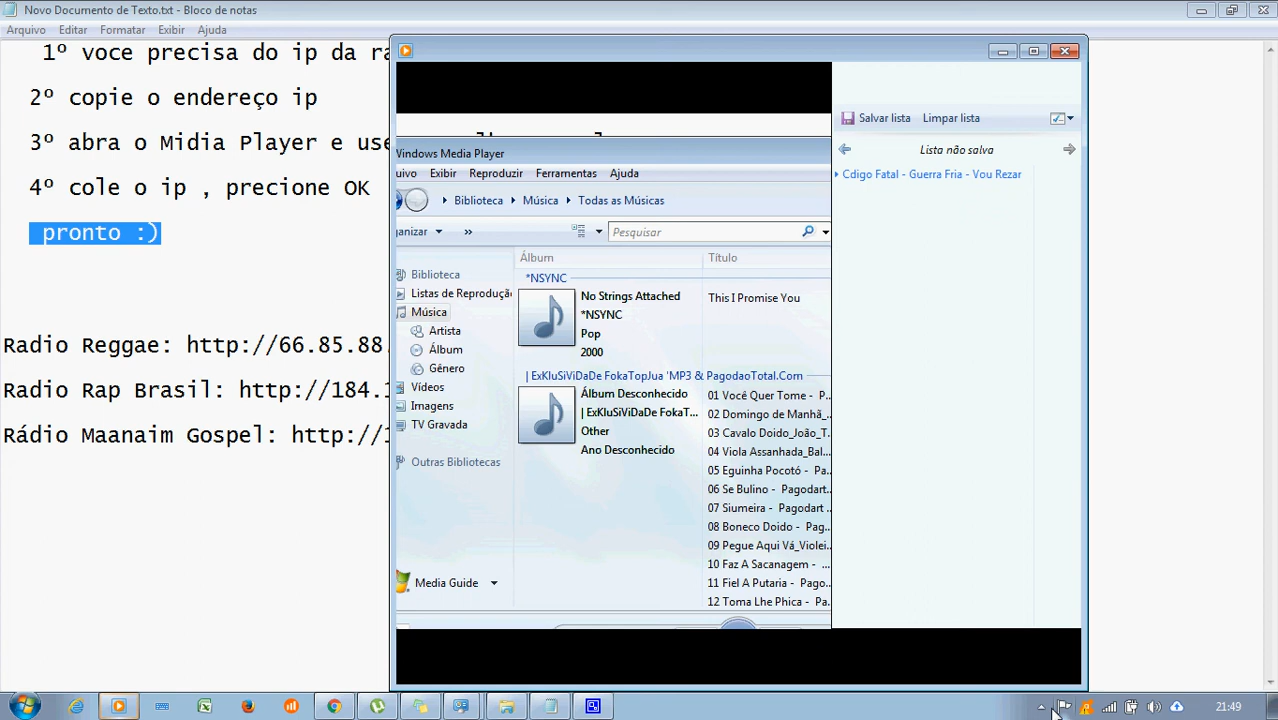 Novo Documento de Texto.txt - Bloco de notas
Arquivo Editar Formatar Exibir Ajuda
1º voce precisa do ip da
2º copie o endereço ip
3º abra o Midia Player e use
4º cole o ip , precione OK
pronto :)
Radio Reggae: http://66.85.88.
Radio Rap Brasil: http://184.1
Rádio Maanaim Gospel: http://1
Windows Media Player
Exibir Reproduzir Ferramentas Ajuda
Biblioteca Música Todas as Músicas
ganizar » Pesquisar
Álbum Título
Biblioteca
Listas de Reproduçã
Música
Artista
Álbum
Gênero
Vídeos
Imagens
TV Gravada
Outras Bibliotecas
Media Guide
*NSYNC
No Strings Attached
*NSYNC
Pop
2000
This I Promise You
| ExKluSiViDaDe FokaTopJua 'MP3 & PagodaoTotal.Com
Álbum Desconhecido
| ExKluSiViDaDe FokaT...
Other
Ano Desconhecido
01 Você Quer Tome - P...
02 Domingo de Manhã_...
03 Cavalo Doido_João_T...
04 Viola Assanhada_Bal...
05 Eguinha Pocotó - Pa...
06 Se Bulino - Pagodart ...
07 Siumeira - Pagodart ...
08 Boneco Doido - Pag...
09 Pegue Aqui Vá_Violei...
10 Faz A Sacanagem - ...
11 Fiel A Putaria - Pago...
12 Toma Lhe Phica - Pa...
Salvar lista Limpar lista
Lista não salva
Cdigo Fatal - Guerra Fria - Vou Rezar
21:49